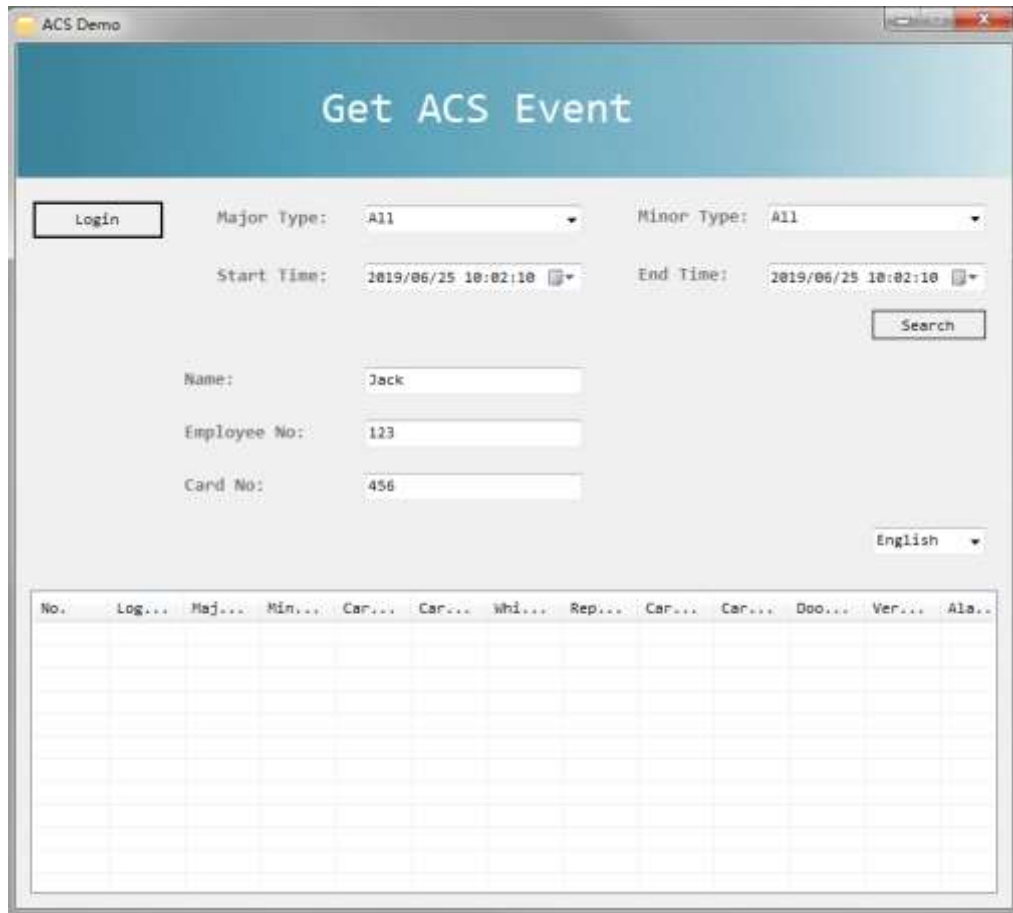 ACS Demo
Get ACS Event
Login Major Type: All Minor Type: All
Start Time: 2019/06/25 10:02:10 End Time: 2019/06/25 10:02:10
Search
Name: Jack
Employee No: 123
Card No: 456
English
No. Log... Maj... Min... Car... Car... Whi... Rep... Car... Car... Doo... Ver... Ala..